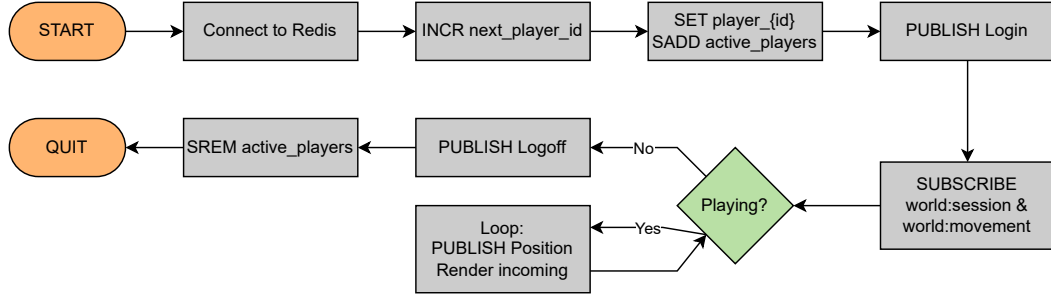 START
Connect to Redis
INCR next_player_id
SET player_{id}
SADD active_players
PUBLISH Login
QUIT
SREM active_players
PUBLISH Logoff
No
Playing?
SUBSCRIBE
world:session &
world:movement
Loop:
PUBLISH Position
Render incoming
Yes